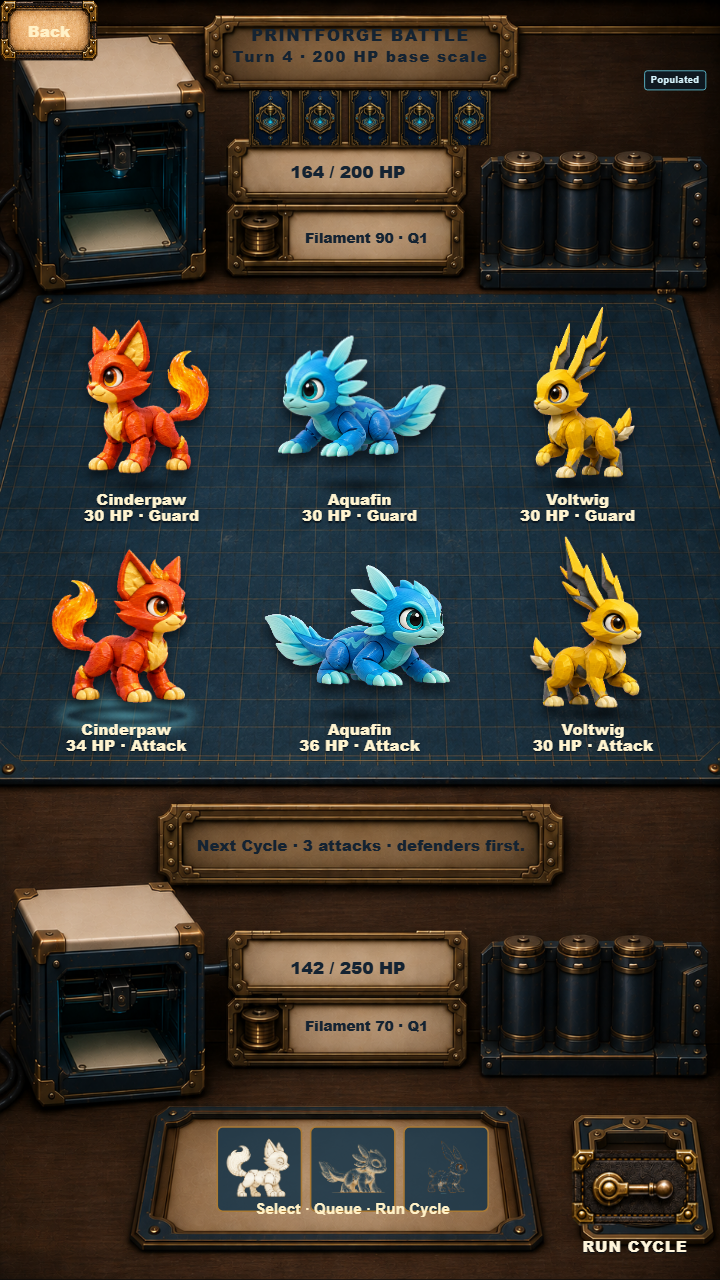 Back
PRINTFORGE BATTLE
Turn 4 · 200 HP base scale
Populated
164 / 200 HP
Filament 90 · Q1
Cinderpaw
30 HP · Guard
Aquafin
30 HP · Guard
Voltwig
30 HP · Guard
Cinderpaw
34 HP · Attack
Aquafin
36 HP · Attack
Voltwig
30 HP · Attack
Next Cycle · 3 attacks · defenders first.
142 / 250 HP
Filament 70 · Q1
Select · Queue · Run Cycle
RUN CYCLE